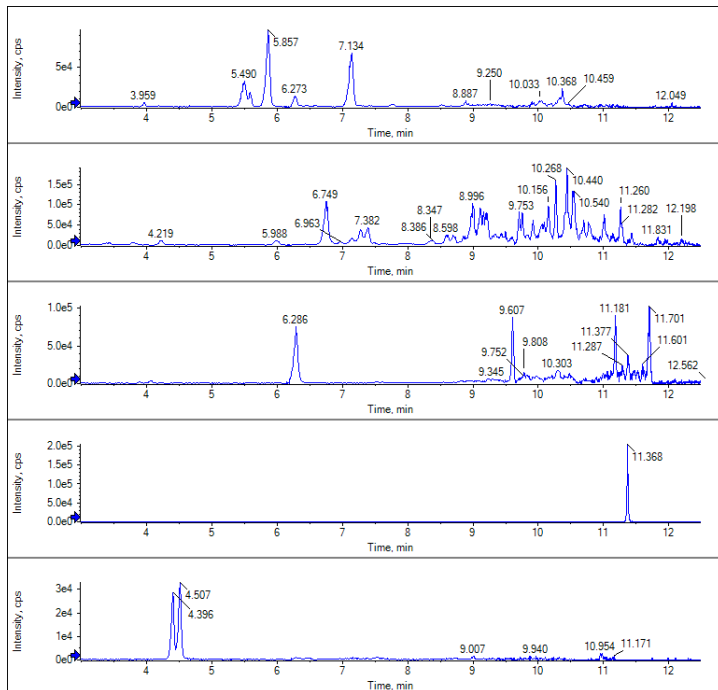 Intensity, cps
5e4
0e0
3.959
5.490
5.857
6.273
7.134
8.887
9.250
10.033
10.368
10.459
12.049
4 5 6 7 8 9 10 11 12
Time, min
Intensity, cps
1.5e5
1.0e5
5.0e4
0.0e0
4.219
5.988
6.749
6.963
7.382
8.386
8.347
8.598
8.996
9.753
10.156
10.268
10.440
10.540
11.260
11.282
11.831
12.198
4 5 6 7 8 9 10 11 12
Time, min
Intensity, cps
1.0e5
5.0e4
0.0e0
6.286
9.345
9.607
9.752
9.808
10.303
11.181
11.287
11.377
11.701
11.601
12.562
4 5 6 7 8 9 10 11 12
Time, min
Intensity, cps
2.0e5
1.5e5
1.0e5
5.0e4
0.0e0
11.368
4 5 6 7 8 9 10 11 12
Time, min
Intensity, cps
3e4
2e4
1e4
0e0
4.507
4.396
9.007
9.940
10.954
11.171
4 5 6 7 8 9 10 11 12
Time, min